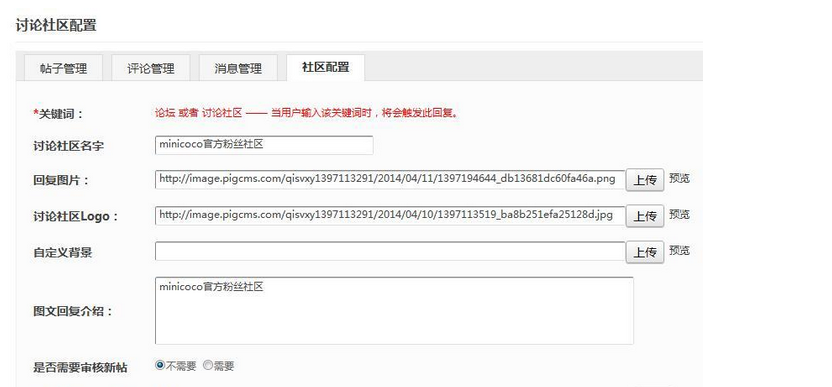 讨论社区配置
帖子管理 评论管理 消息管理 社区配置
*关键词： 论坛 或者 讨论社区 —— 当用户输入该关键词时，将会触发此回复。
讨论社区名字 minicoco官方粉丝社区
回复图片： http://image.pigcms.com/qisvxy1397113291/2014/04/11/1397194644_db13681dc60fa46a.png 上传 预览
讨论社区Logo： http://image.pigcms.com/qisvxy1397113291/2014/04/10/1397113519_ba8b251efa25128d.jpg 上传 预览
自定义背景 上传 预览
图文回复介绍： minicoco官方粉丝社区
是否需要审核新帖 不需要 需要